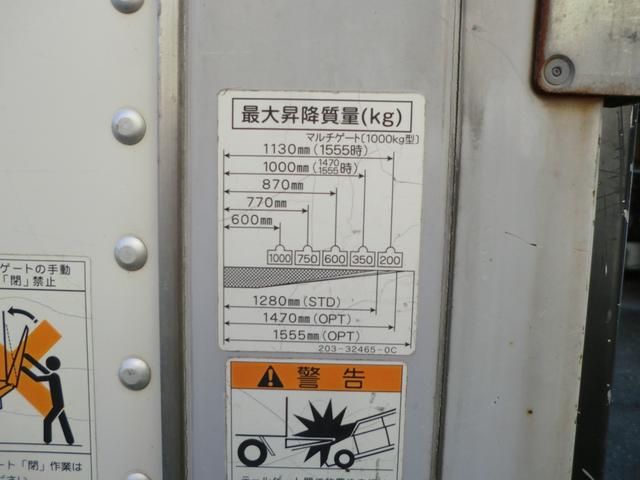 最大昇降質量(kg)
マルチゲート[1000kg型]
1130mm(1555時)
1000mm(1470 1555時)
870mm
770mm
600mm
1000 750 600 350 200
1280mm(STD)
1470mm(OPT)
1555mm(OPT)
203-32465-0C
ゲートの手動
「閉」禁止
ート「閉」作業は
ださい
警告